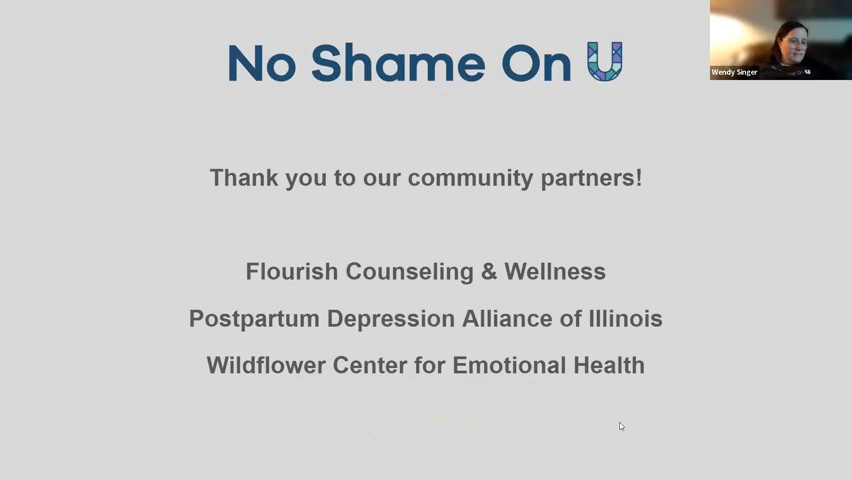 No Shame On U
Wendy Singer
Thank you to our community partners!
Flourish Counseling & Wellness
Postpartum Depression Alliance of Illinois
Wildflower Center for Emotional Health